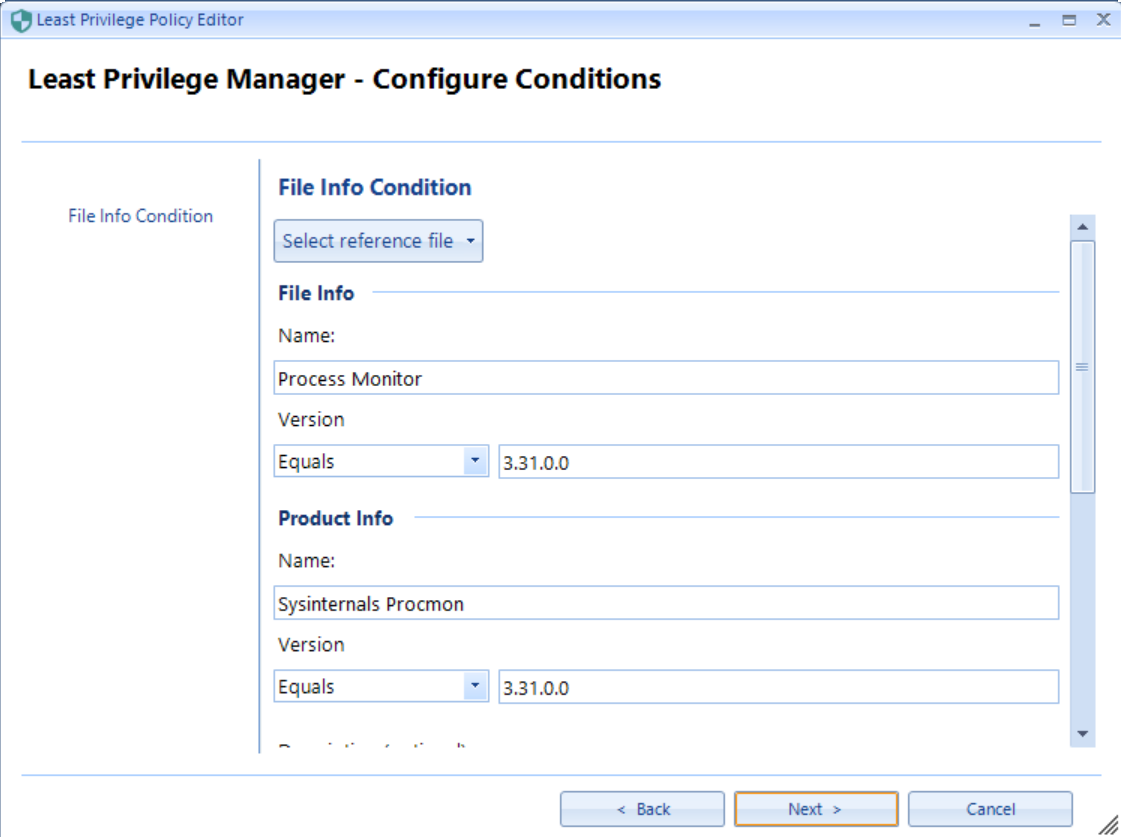 Least Privilege Policy Editor
Least Privilege Manager - Configure Conditions
File Info Condition
File Info Condition
Select reference file
File Info
Name:
Process Monitor
Version
Equals 3.31.0.0
Product Info
Name:
Sysinternals Procmon
Version
Equals 3.31.0.0
< Back Next > Cancel